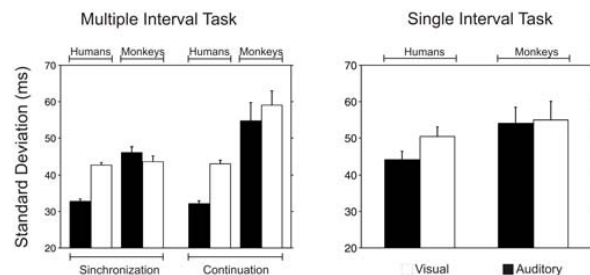 Multiple Interval Task
Single Interval Task
Humans Monkeys Humans Monkeys
Humans Monkeys
Standard Deviation (ms)
70
60
50
40
30
20
70
60
50
40
30
20
Sinchronization Continuation
Visual Auditory